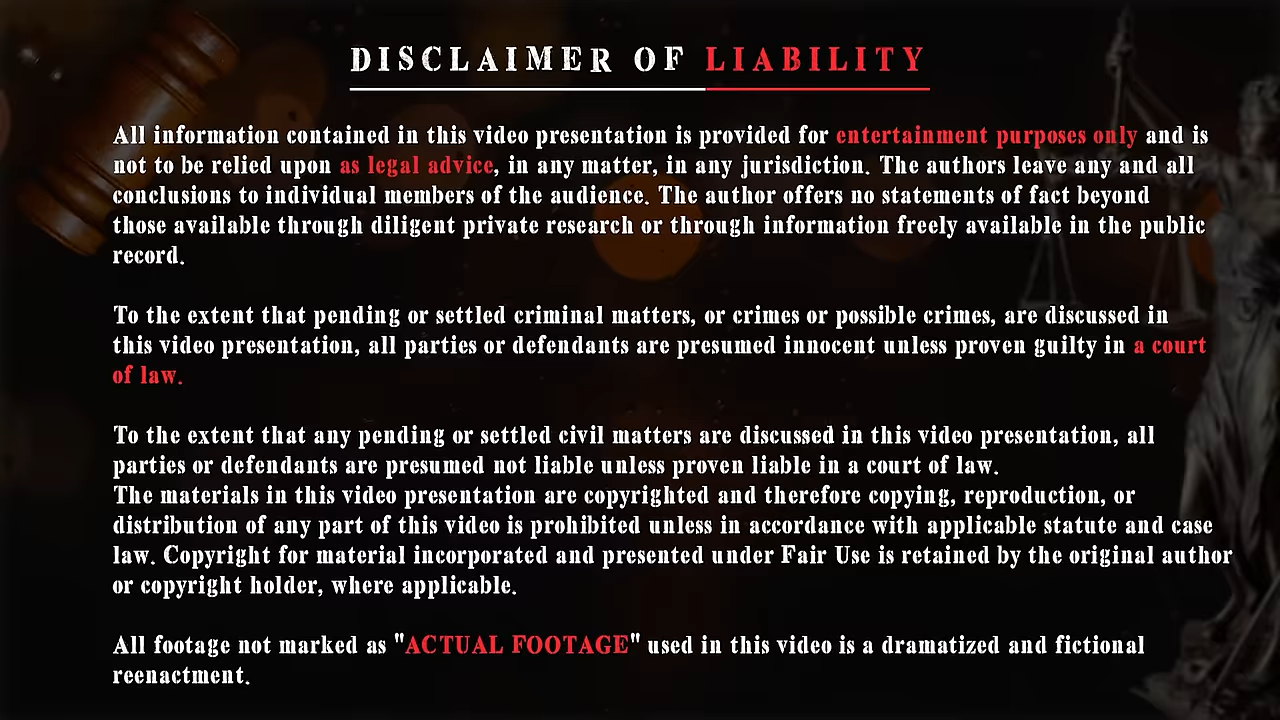 DISCLAIMER OF LIABILITY
All information contained in this video presentation is provided for entertainment purposes only and is
not to be relied upon as legal advice, in any matter, in any jurisdiction. The authors leave any and all
conclusions to individual members of the audience. The author offers no statements of fact beyond
those available through diligent private research or through information freely available in the public
record.
To the extent that pending or settled criminal matters, or crimes or possible crimes, are discussed in
this video presentation, all parties or defendants are presumed innocent unless proven guilty in a court
of law.
To the extent that any pending or settled civil matters are discussed in this video presentation, all
parties or defendants are presumed not liable unless proven liable in a court of law.
The materials in this video presentation are copyrighted and therefore copying, reproduction, or
distribution of any part of this video is prohibited unless in accordance with applicable statute and case
law. Copyright for material incorporated and presented under Fair Use is retained by the original author
or copyright holder, where applicable.
All footage not marked as "ACTUAL FOOTAGE" used in this video is a dramatized and fictional
reenactment.